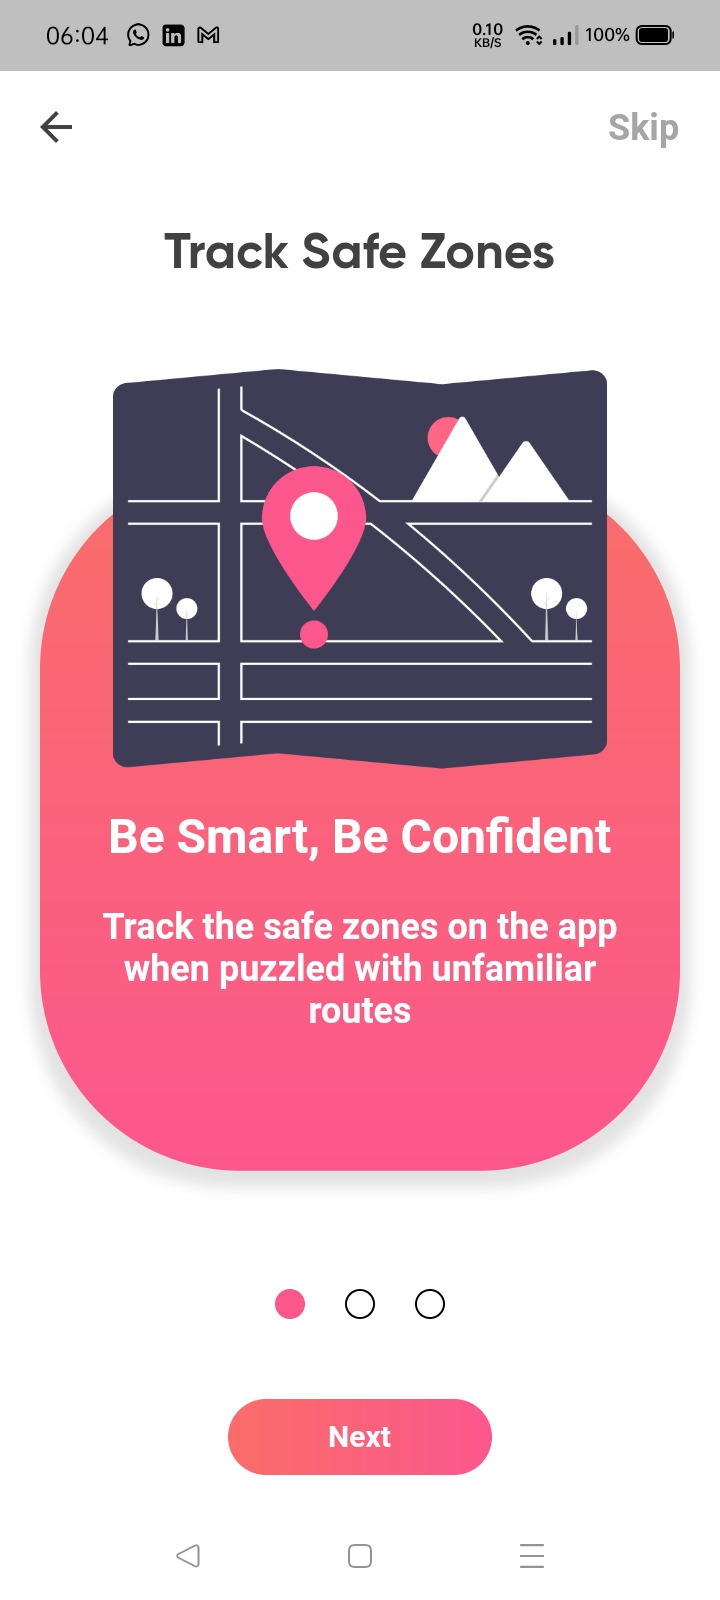 06:04 0.10 KB/S 100%
Skip
Track Safe Zones
Be Smart, Be Confident
Track the safe zones on the app
when puzzled with unfamiliar
routes
Next